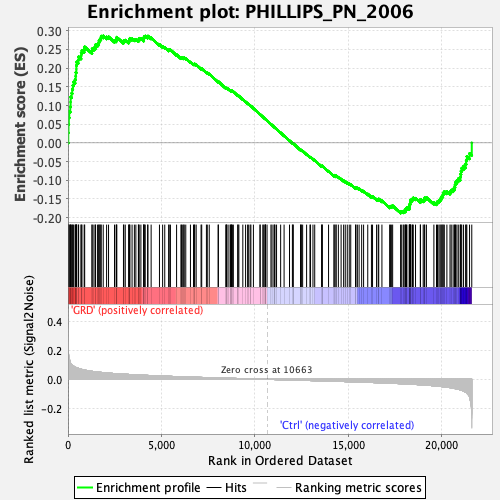 Enrichment plot: PHILLIPS_PN_2006
Enrichment score (ES)
0.30
0.25
0.20
0.15
0.10
0.05
0.00
-0.05
-0.10
-0.15
-0.20
'GRD' (positively correlated)
Ranked list metric (Signal2Noise)
0.4
0.2
0.0
-0.2
Zero cross at 10663
'Ctrl' (negatively correlated)
0
5,000
10,000
15,000
20,000
Rank in Ordered Dataset
Enrichment profile
Hits
Ranking metric scores